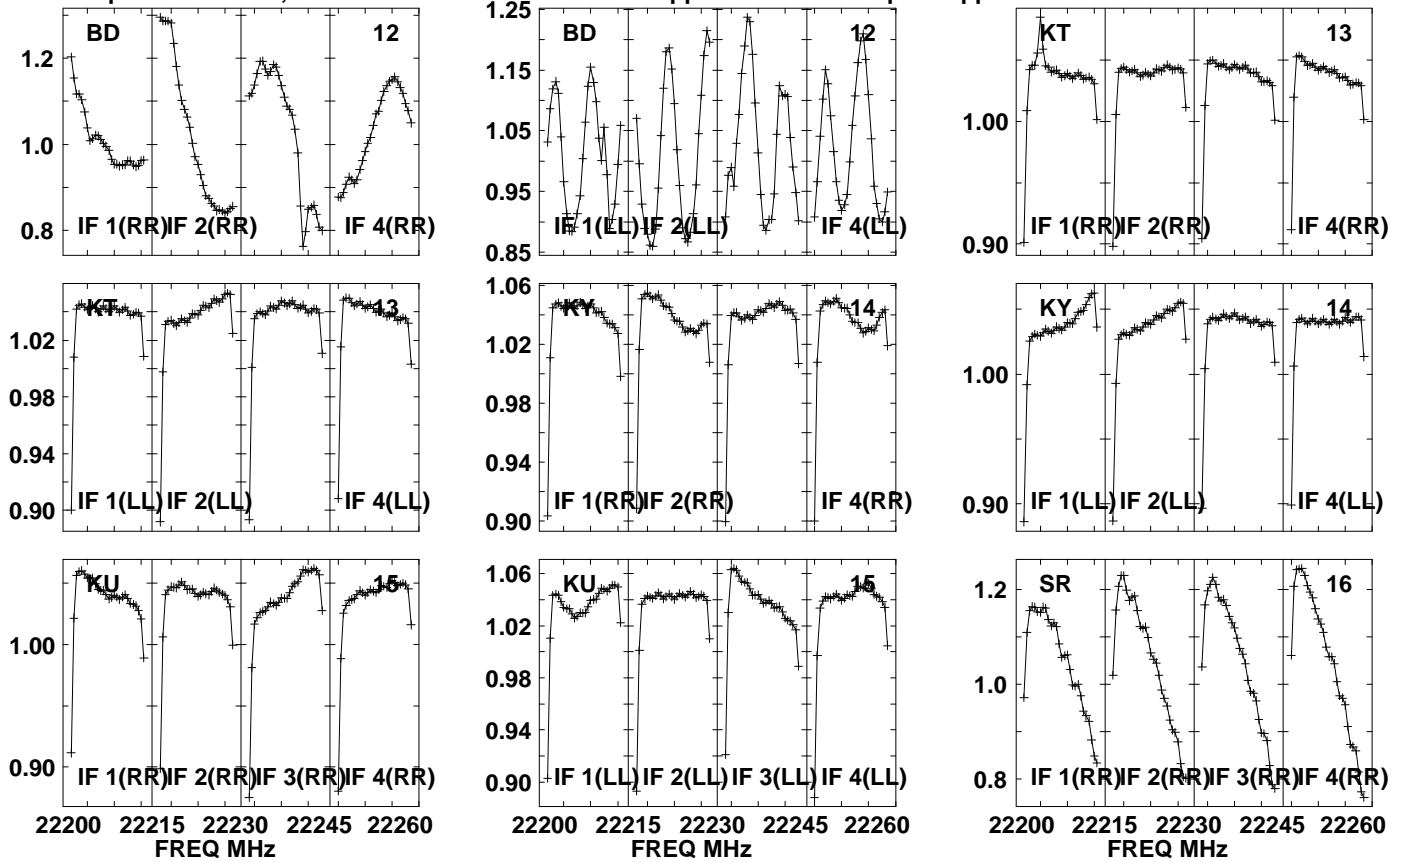 BD 12
1.2
1.0
0.8
IF 1(RR) IF 2(RR) IF 4(RR)
BD 12
1.25
1.15
1.05
0.95
0.85
IF 1(LL) IF 2(LL) IF 4(LL)
KT 13
1.00
0.90
IF 1(RR) IF 2(RR) IF 4(RR)
KT 13
1.02
0.98
0.94
0.90
IF 1(LL) IF 2(LL) IF 4(LL)
KY 14
1.06
1.02
0.98
0.94
0.90
IF 1(RR) IF 2(RR) IF 4(RR)
KY 14
1.00
0.90
IF 1(LL) IF 2(LL) IF 4(LL)
KU 15
1.00
0.90
IF 1(RR) IF 2(RR) IF 3(RR) IF 4(RR)
22200 22215 22230 22245 22260
FREQ MHz
KU 15
1.06
1.02
0.98
0.94
0.90
IF 1(LL) IF 2(LL) IF 3(LL) IF 4(LL)
SR 16
1.2
1.0
0.8
IF 1(RR) IF 2(RR) IF 3(RR) IF 4(RR)
22200 22215 22230 22245 22260
FREQ MHz